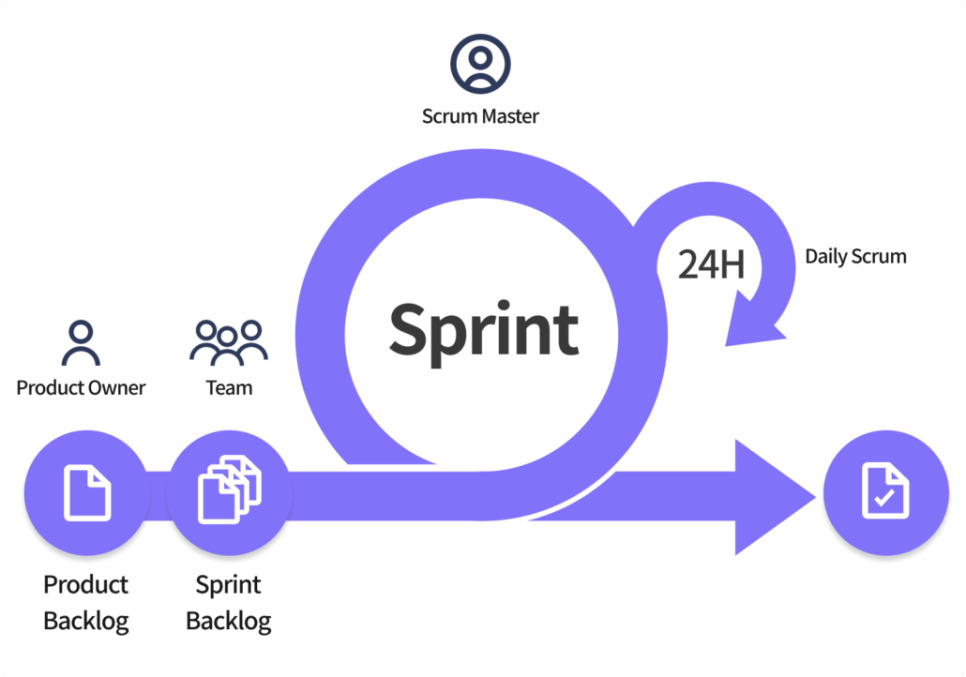 Scrum Master
24H
Daily Scrum
Sprint
Product Owner
Team
Product
Backlog
Sprint
Backlog